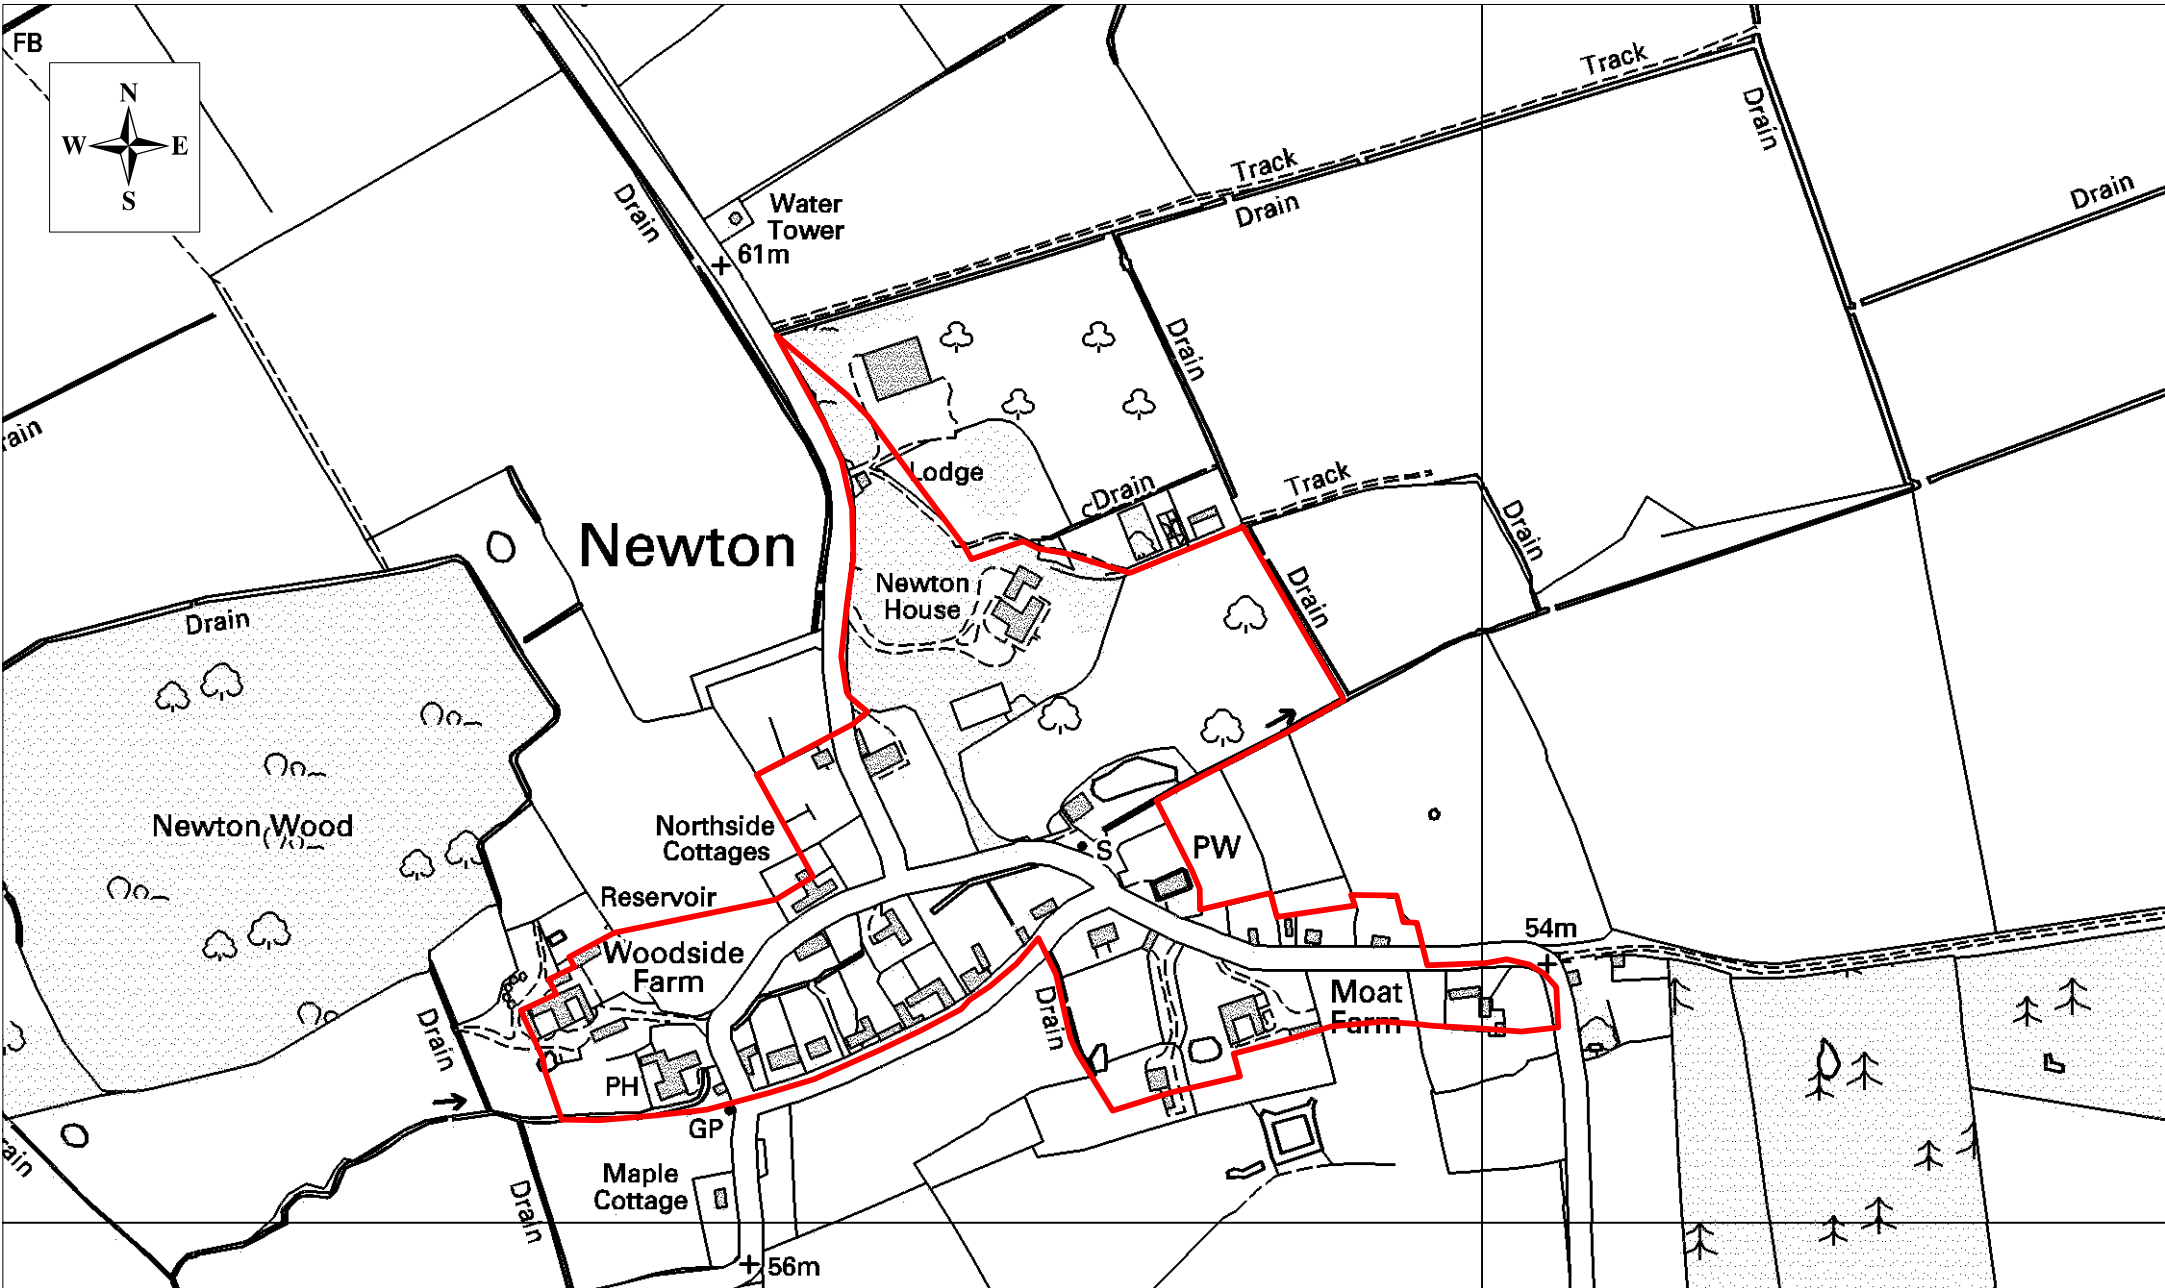 FB
N
W E
S
Track
Drain
Track
Drain
Drain
Drain
Water
Tower
61m
Drain
Drain
Lodge
Drain
Track
Drain
Newton
Newton
House
Drain
Drain
Newton Wood
Northside
Cottages
S
PW
Reservoir
Woodside
Farm
54m
Moat
Farm
Drain
Drain
PH
GP
Maple
Cottage
Drain
56m
rain
rain